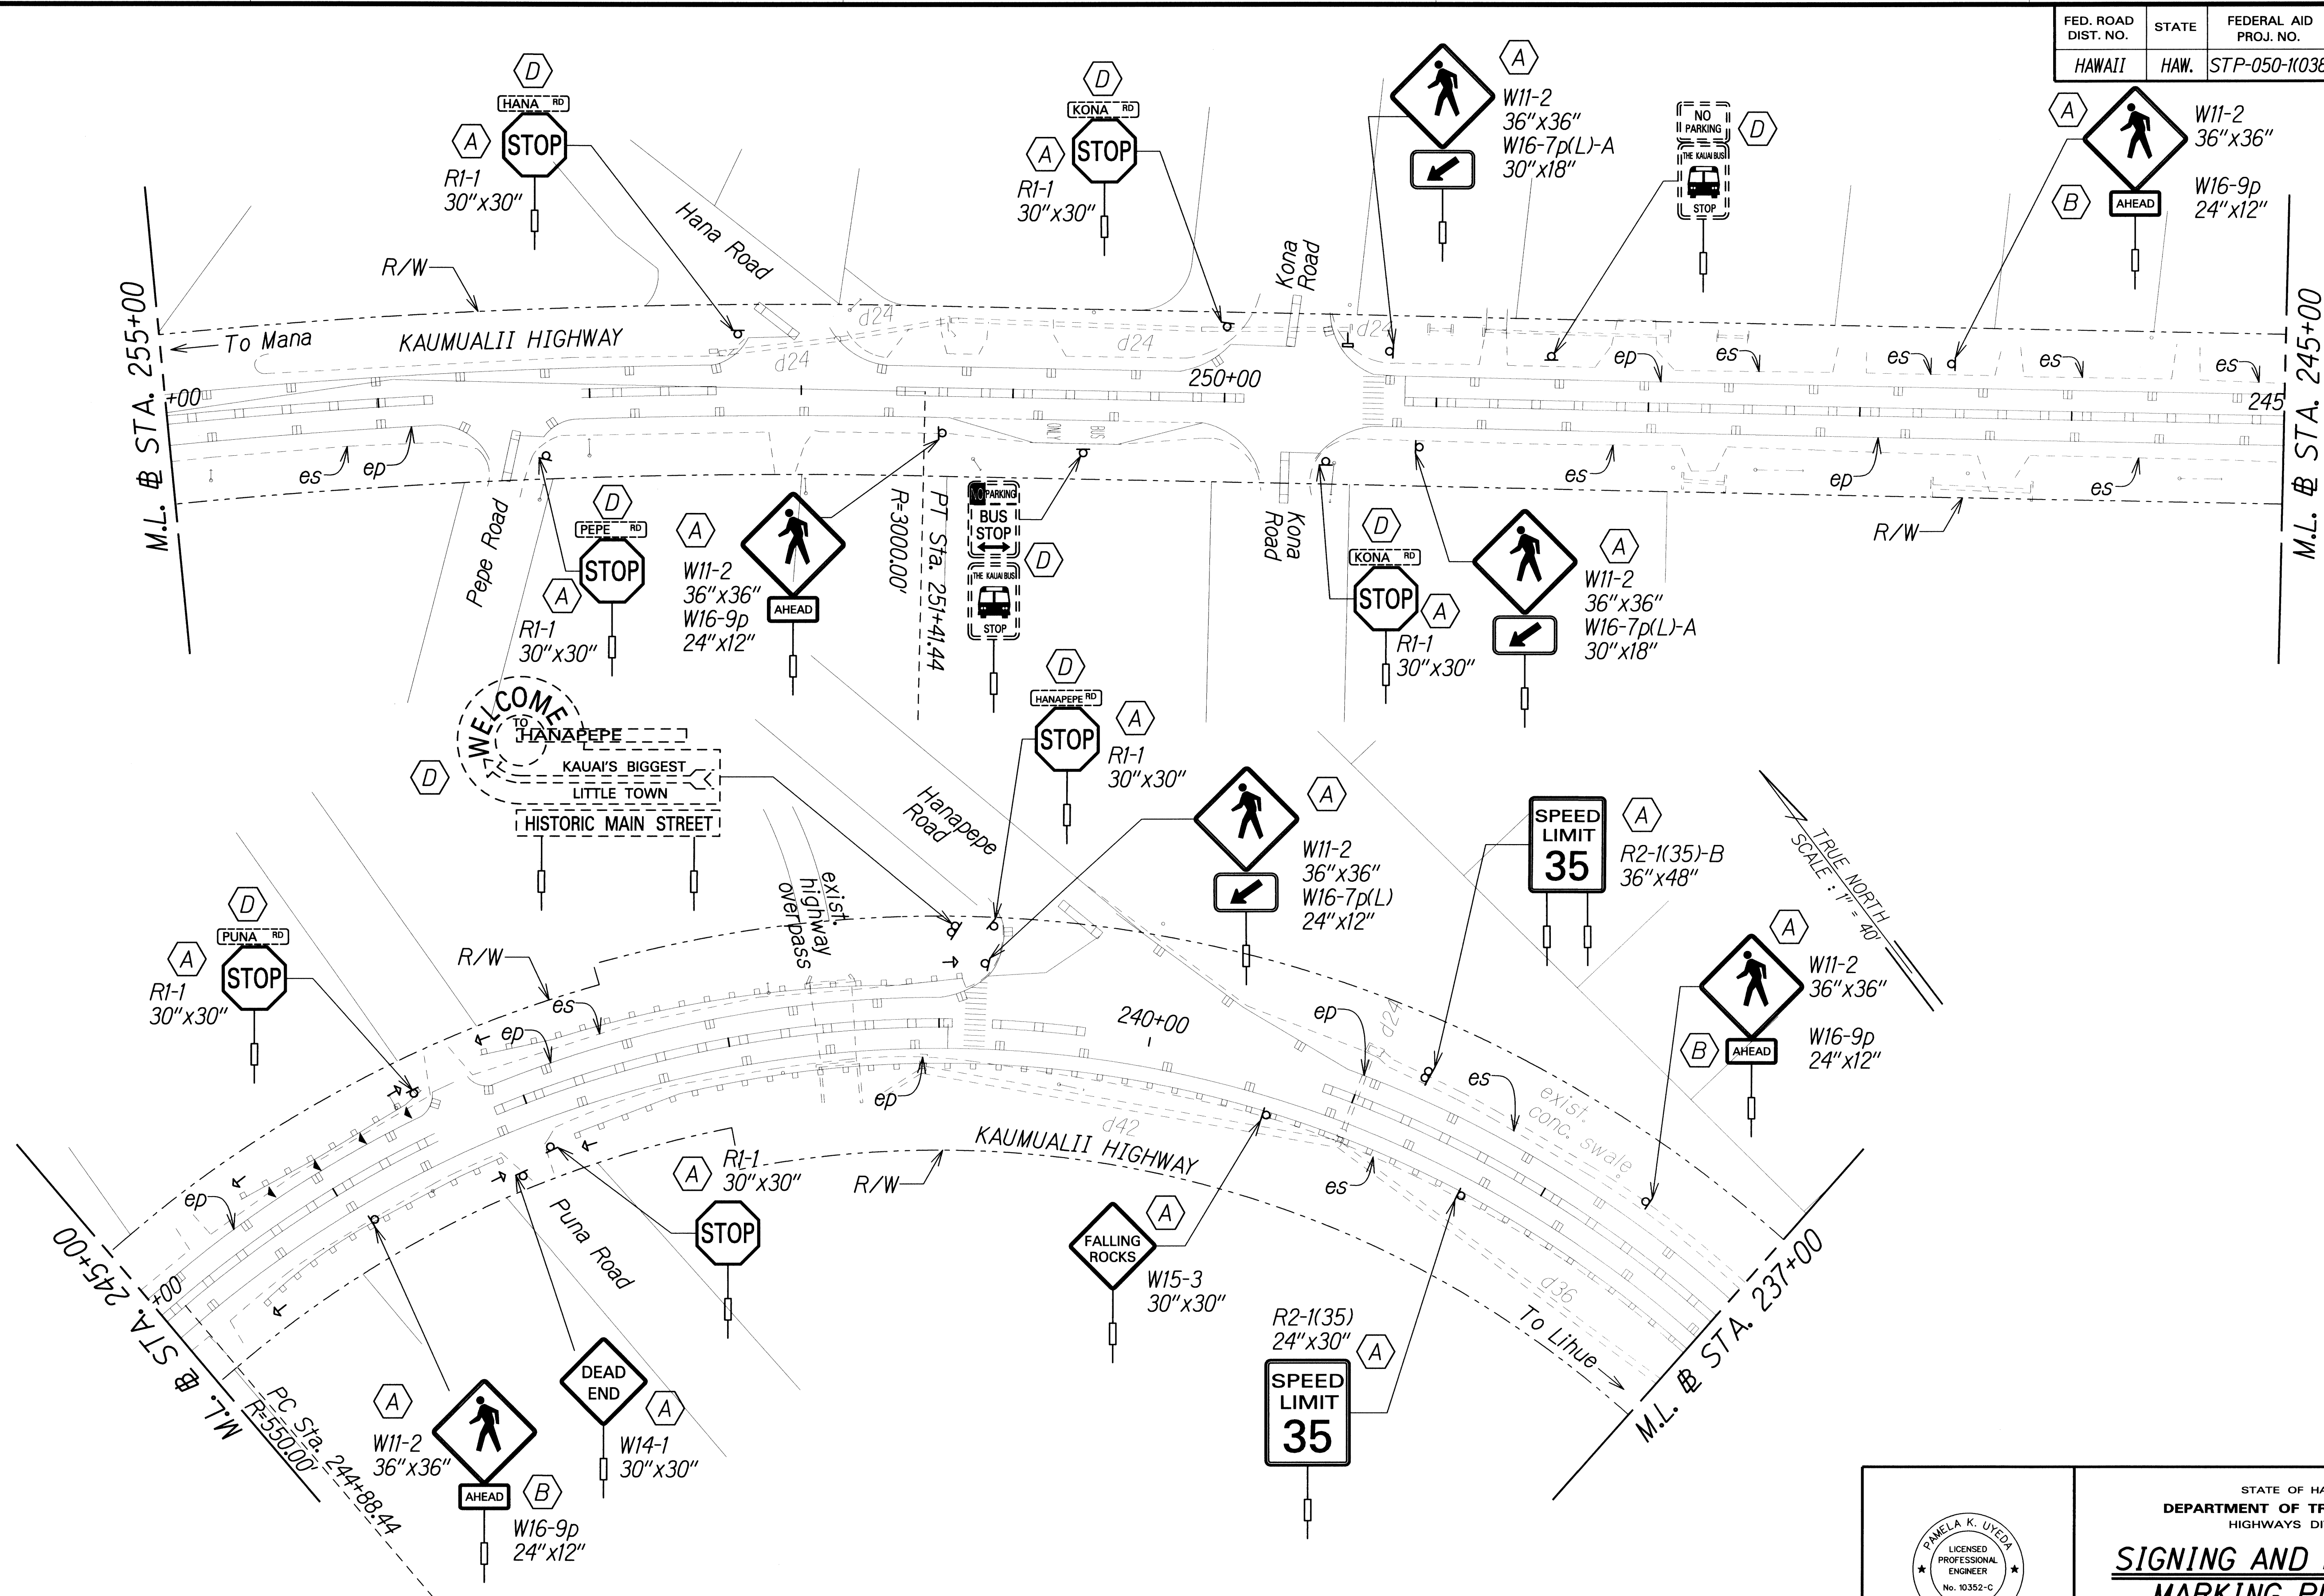 FED. ROAD DIST. NO.
STATE
FEDERAL AID PROJ. NO.
HAWAII
HAW.
STP-050-1(038
D
HANA RD
A
STOP
R1-1
30"x30"
D
KONA RD
A
STOP
R1-1
30"x30"
A
W11-2
36"x36"
W16-7p(L)-A
30"x18"
NO
PARKING
D
THE KAUAI BUS
STOP
A
W11-2
36"x36"
B
AHEAD
W16-9p
24"x12"
Hana Road
Kona
Road
R/W
M.L. BL STA. 255+00
To Mana
KAUMUALII HIGHWAY
d24
d24
d24
d24
250+00
+00
ep
es
es
es
es
245
M.L. BL STA. 245+00
es
ep
BUS
ONLY
es
ep
es
R/W
Pepe Road
D
PEPE RD
STOP
A
R1-1
30"x30"
A
W11-2
36"x36"
W16-9p
24"x12"
AHEAD
R=3000.00'
PT Sta. 251+41.44
NO PARKING
BUS
STOP
D
THE KAUAI BUS
STOP
Kona
Road
D
KONA RD
STOP
A
R1-1
30"x30"
A
W11-2
36"x36"
W16-7p(L)-A
30"x18"
WELCOME
TO
HANAPEPE
KAUAI'S BIGGEST
LITTLE TOWN
HISTORIC MAIN STREET
D
D
HANAPEPE RD
STOP
A
R1-1
30"x30"
Hanapepe
Road
exist.
highway
overpass
A
W11-2
36"x36"
W16-7p(L)
24"x12"
SPEED
LIMIT
35
A
R2-1(35)-B
36"x48"
TRUE NORTH
SCALE : 1" = 40'
D
PUNA RD
A
STOP
R1-1
30"x30"
R/W
es
ep
240+00
ep
d24
es
exist.
conc. swale
A
W11-2
36"x36"
B
AHEAD
W16-9p
24"x12"
ep
d42
KAUMUALII HIGHWAY
R/W
ep
Puna Road
A
R1-1
30"x30"
STOP
es
FALLING
ROCKS
A
W15-3
30"x30"
d36
To Lihue
M.L. BL STA. 237+00
R2-1(35)
24"x30"
A
SPEED
LIMIT
35
M.L. BL STA. 245+00
+00
PC Sta. 244+88.44
R=550.00'
A
W11-2
36"x36"
AHEAD
B
W16-9p
24"x12"
DEAD
END
A
W14-1
30"x30"
PAMELA K. UYEDA
LICENSED
PROFESSIONAL
ENGINEER
No. 10352-C
STATE OF HA
DEPARTMENT OF TR
HIGHWAYS DI
SIGNING AND
MARKING P